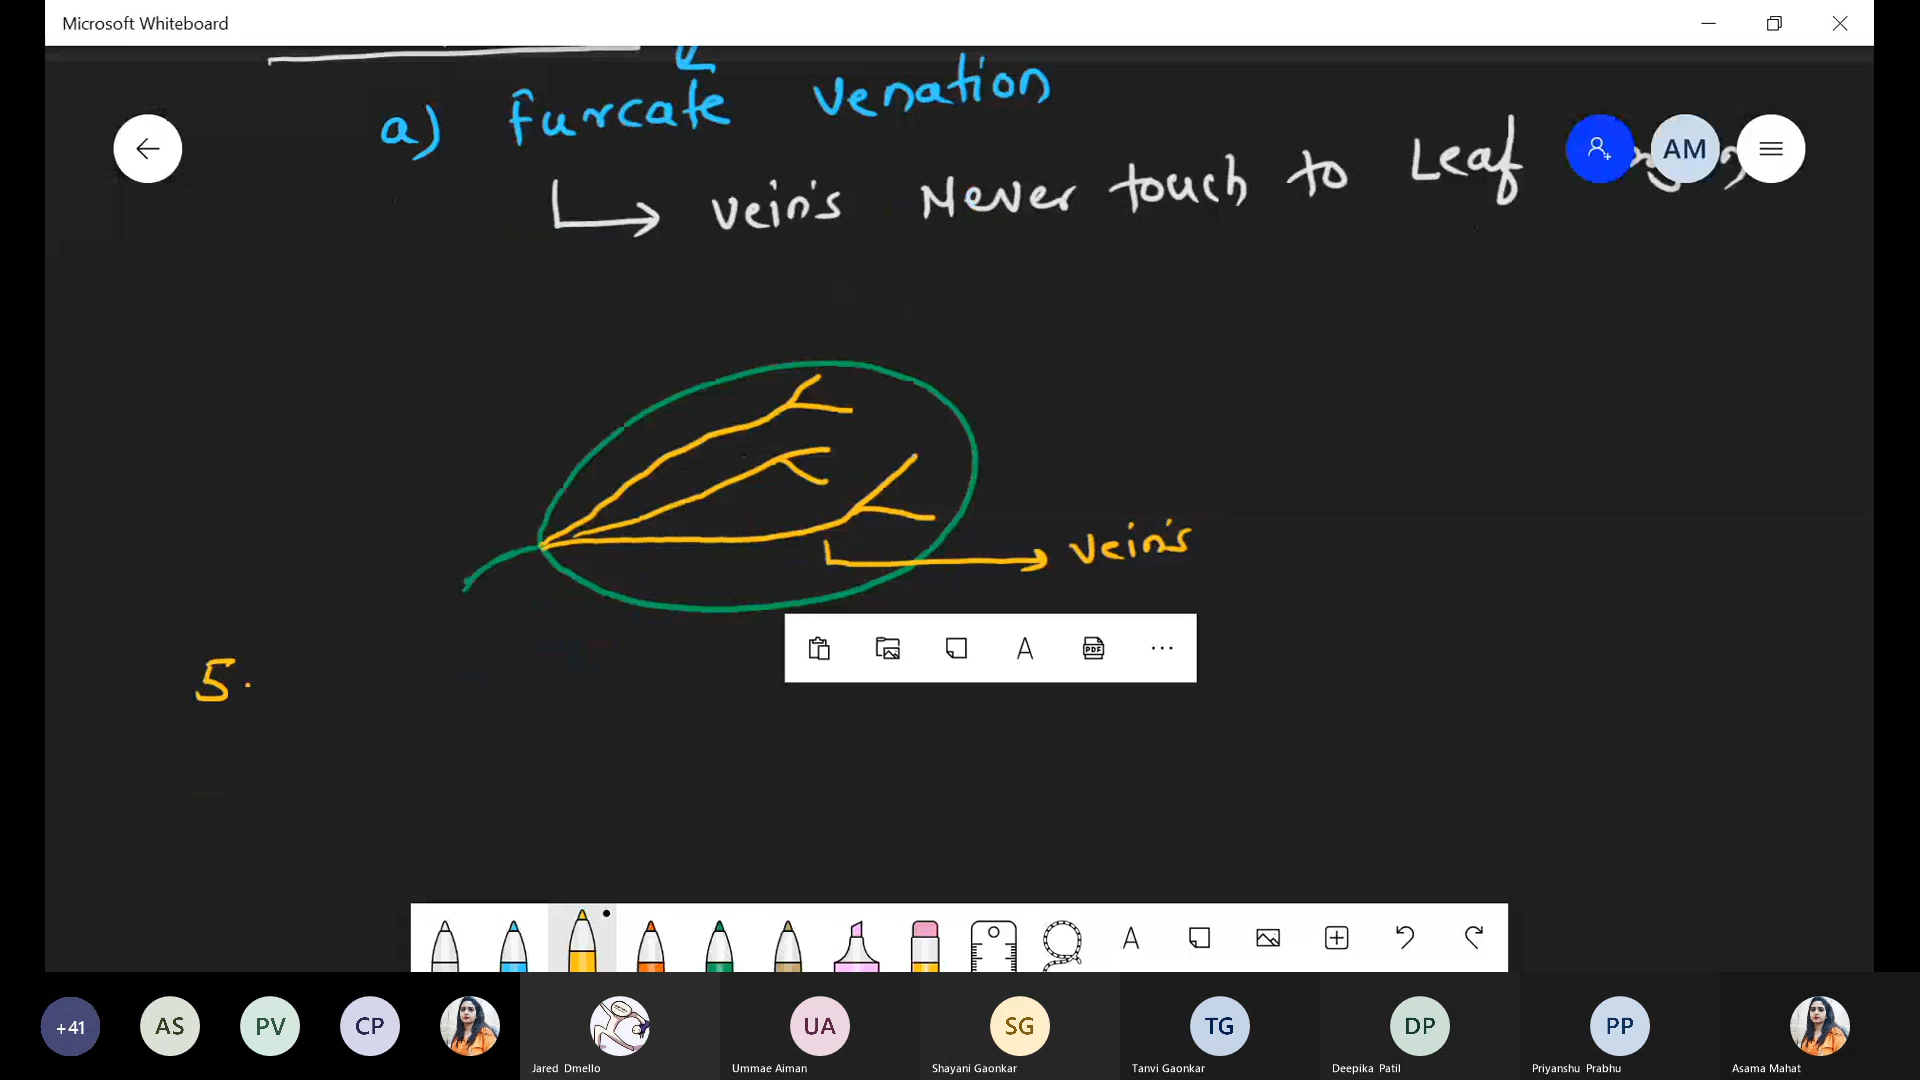 Microsoft Whiteboard
a) furcate venation
vein's Never touch to Leaf
AM
vein's
PDF
5.
+41
AS
PV
CP
UA
SG
TG
DP
PP
Jared Dmello
Ummae Aiman
Shayani Gaonkar
Tanvi Gaonkar
Deepika Patil
Priyanshu Prabhu
Asama Mahat